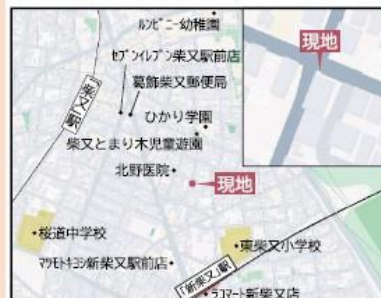 ルンビニー幼稚園
セブンイレブン柴又駅前店
葛飾柴又郵便局
「柴又」駅
ひかり学園
柴又とまり木児童遊園
北野医院
現地
現地
桜道中学校
東柴又小学校
マツモトキヨシ新柴又駅前店
「新柴又」駅
ラコマート新柴又店